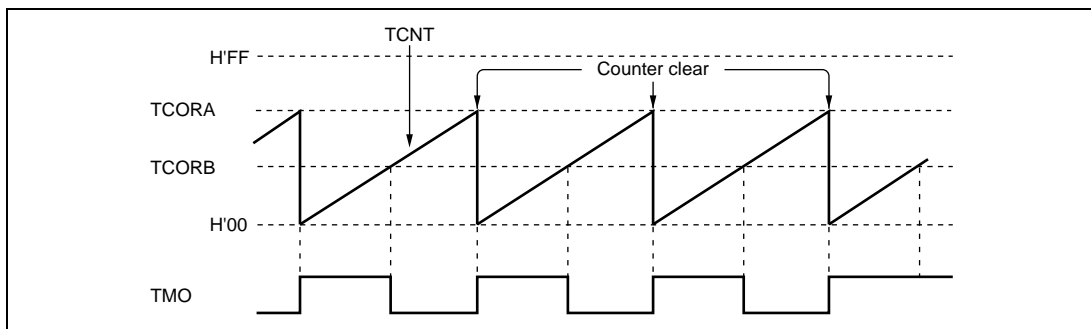 TCNT
H'FF
Counter clear
TCORA
TCORB
H'00
TMO